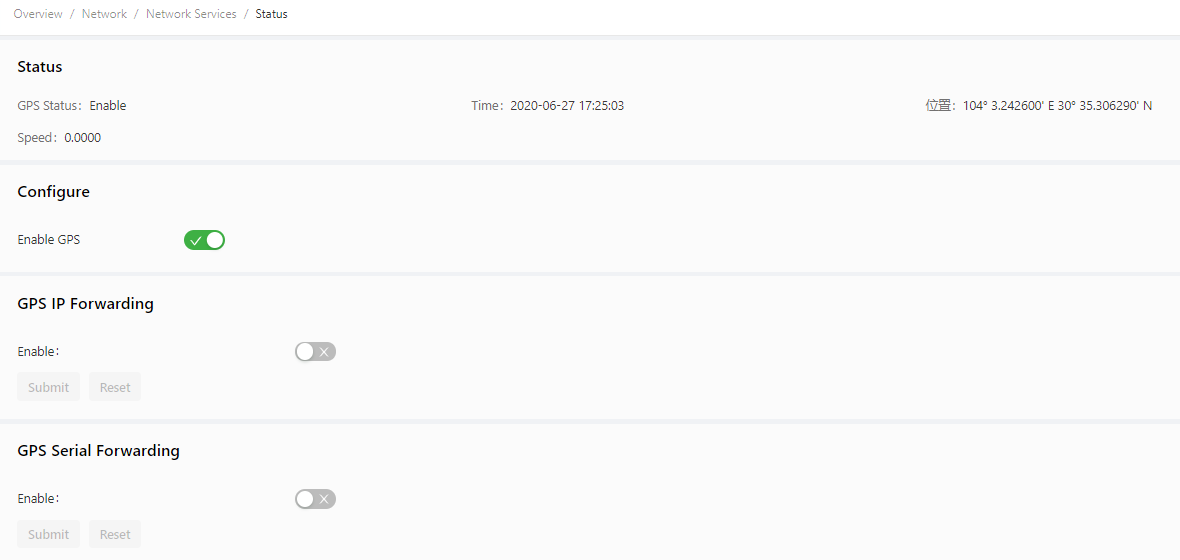 Overview / Network / Network Services / Status
Status
GPS Status： Enable
Time： 2020-06-27 17:25:03
位置： 104° 3.242600' E 30° 35.306290' N
Speed： 0.0000
Configure
Enable GPS
GPS IP Forwarding
Enable：
Submit Reset
GPS Serial Forwarding
Enable：
Submit Reset